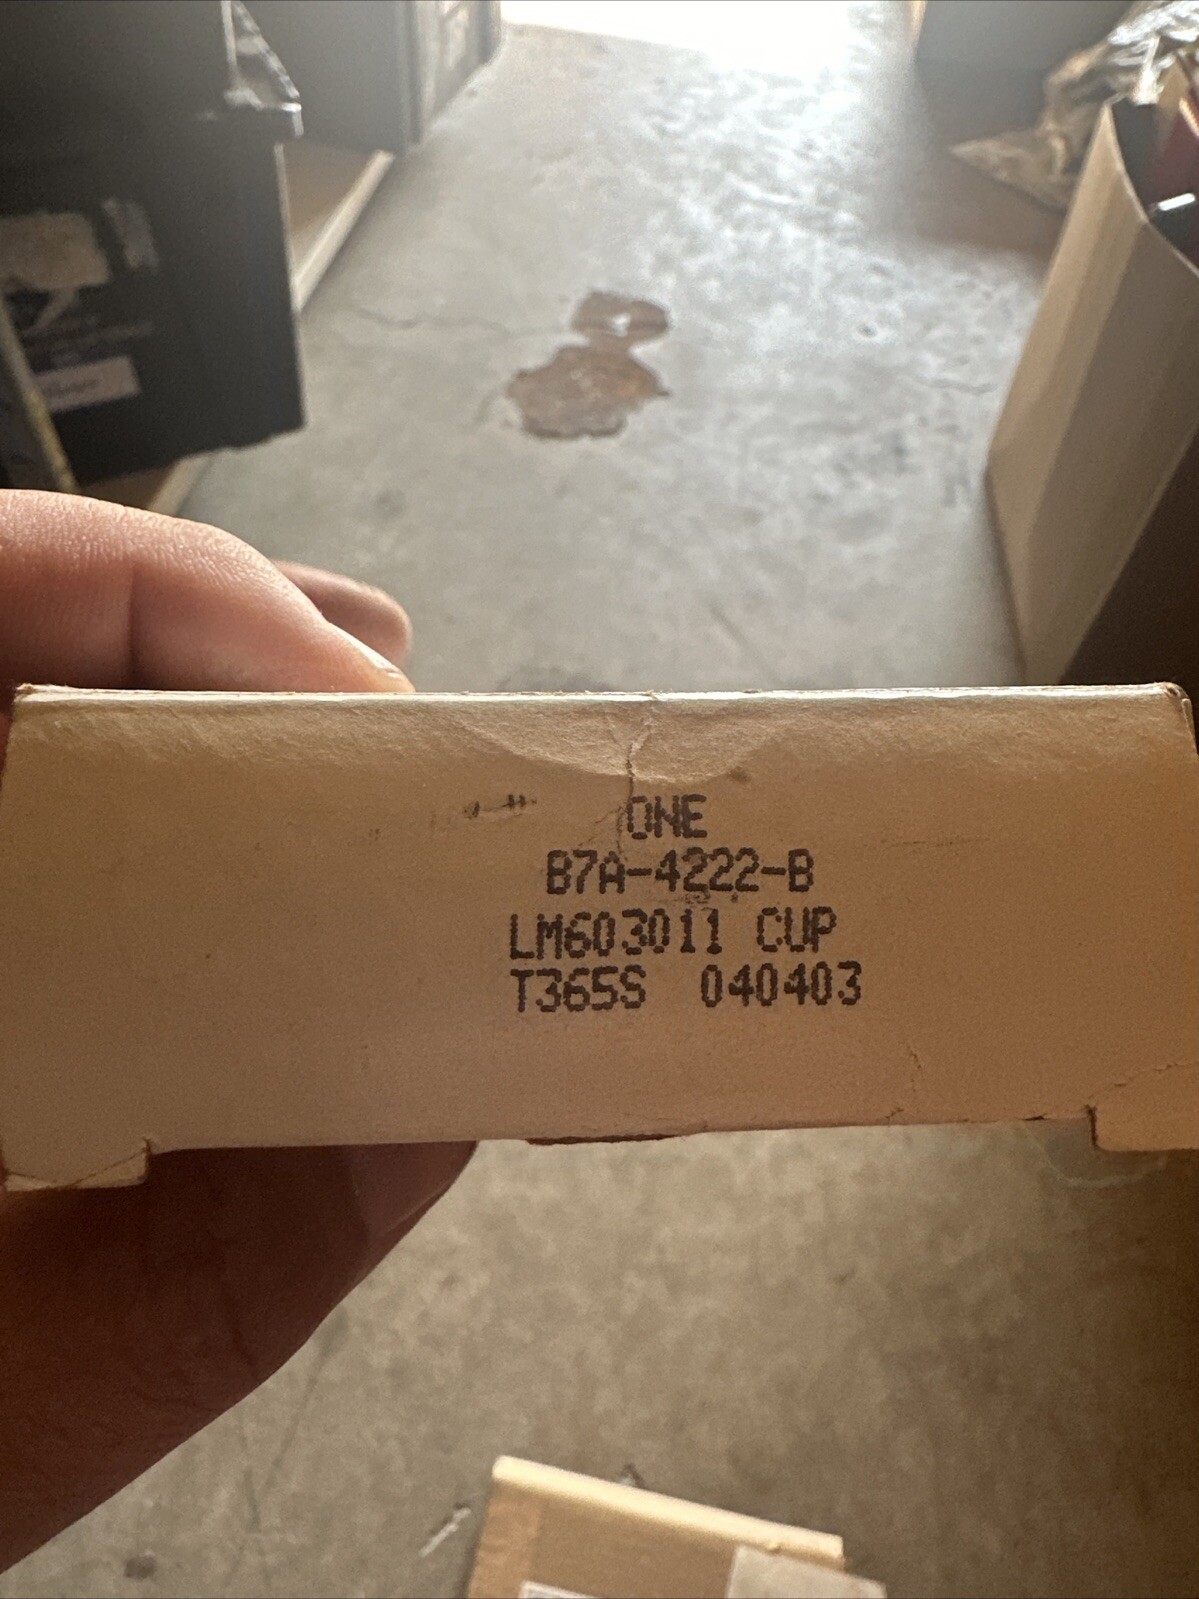 ONE
B7A-4222-B
LM603011 CUP
T365S 040403